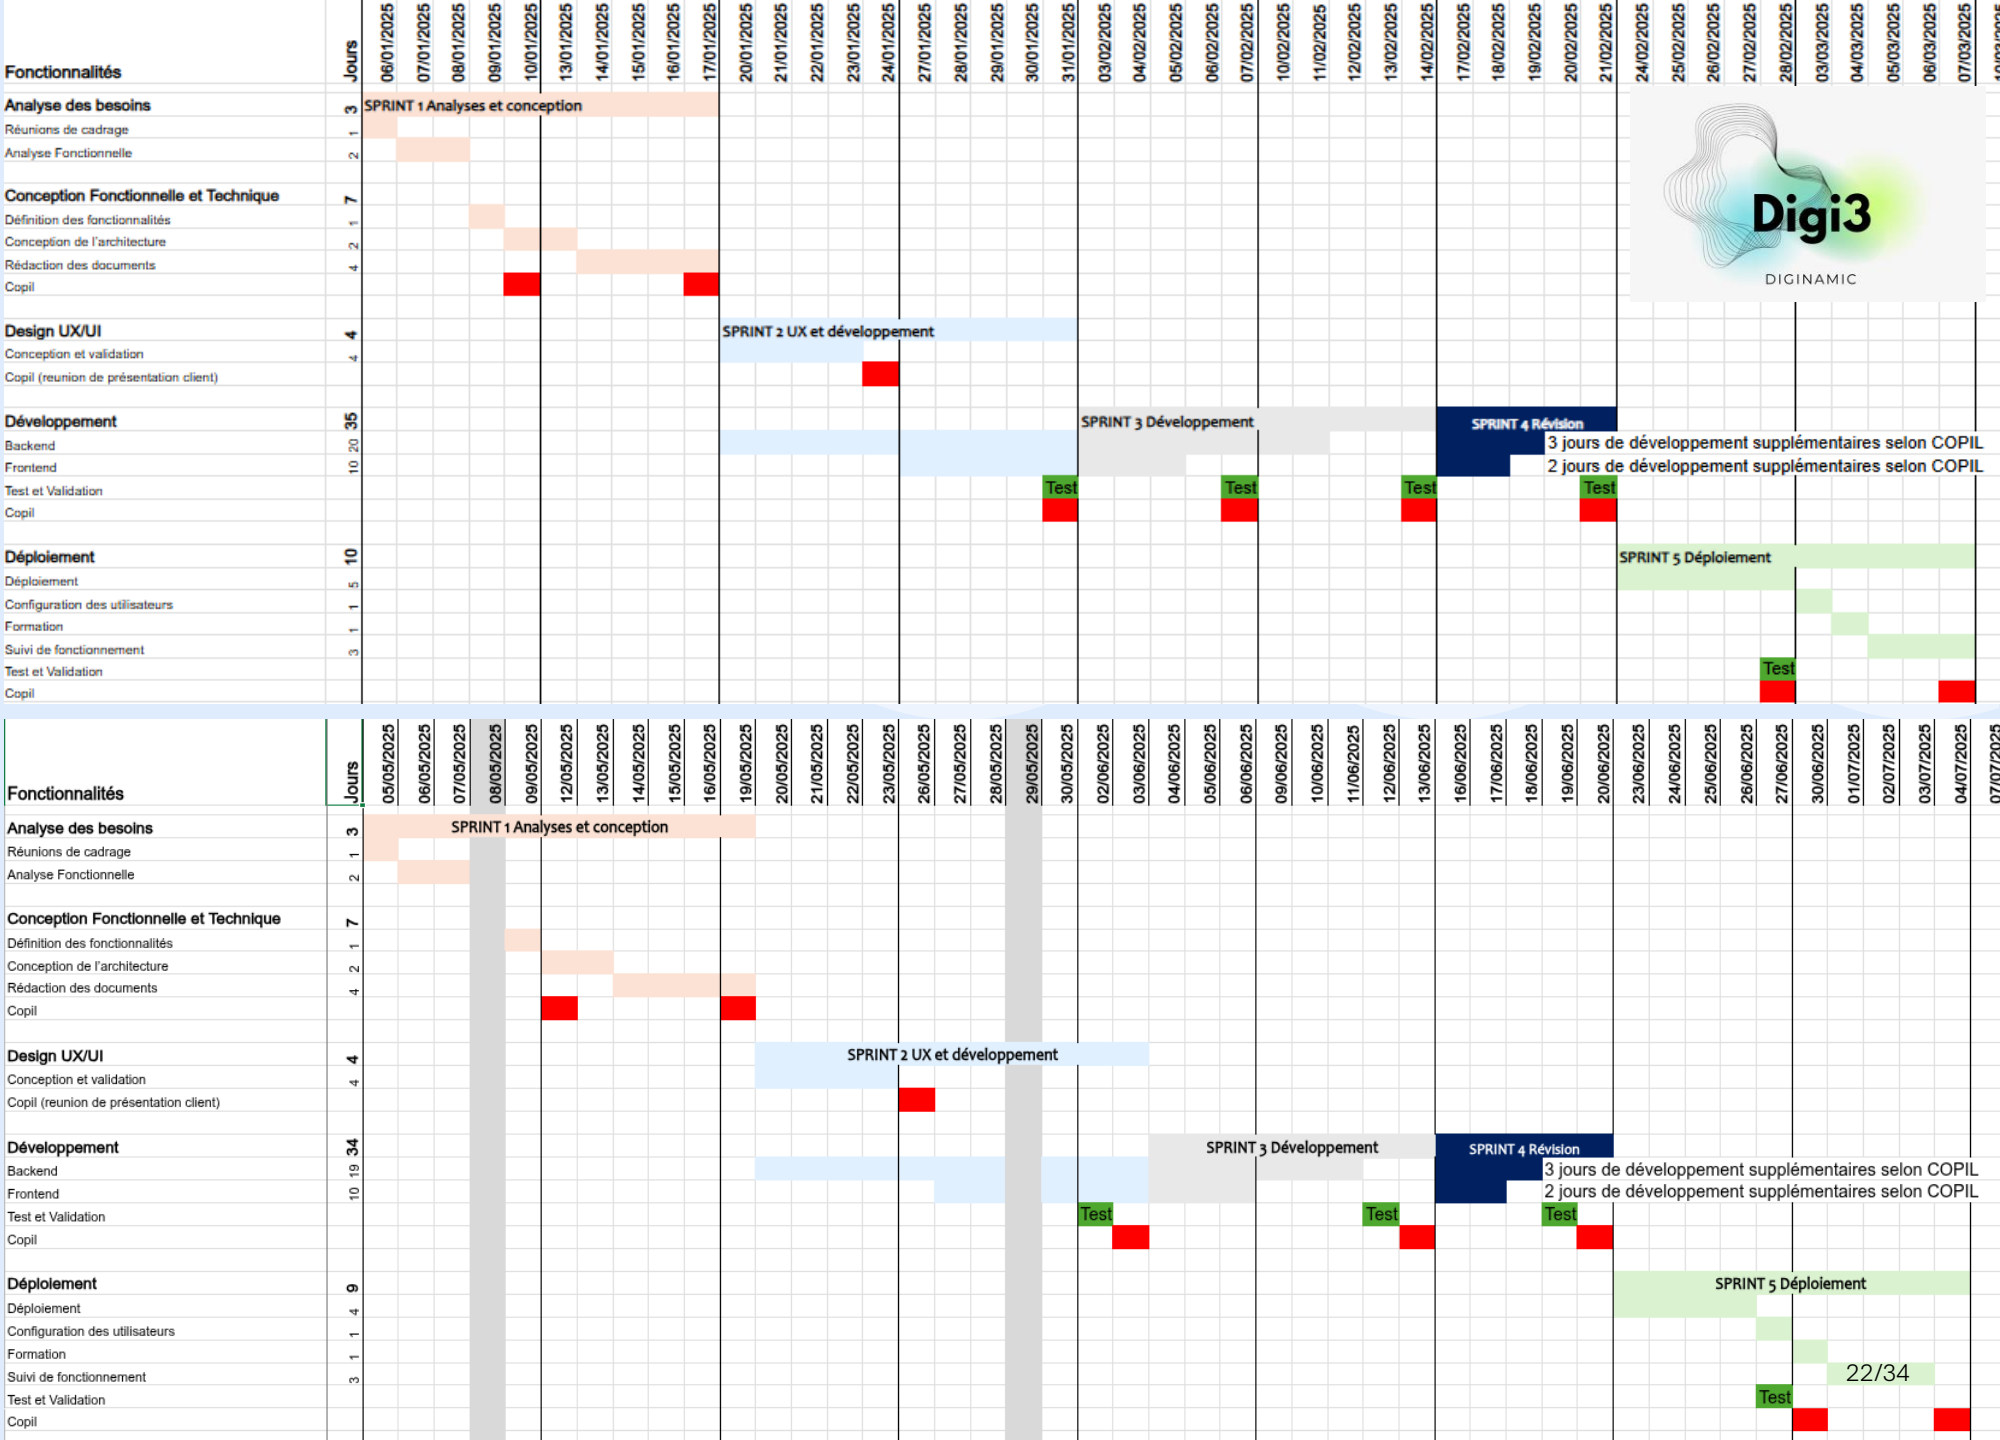 Fonctionnalités Jours 06/01/2025 07/01/2025 08/01/2025 09/01/2025 10/01/2025 13/01/2025 14/01/2025 15/01/2025 16/01/2025 17/01/2025 20/01/2025 21/01/2025 22/01/2025 23/01/2025 24/01/2025 27/01/2025 28/01/2025 29/01/2025 30/01/2025 31/01/2025 03/02/2025 04/02/2025 05/02/2025 06/02/2025 07/02/2025 10/02/2025 11/02/2025 12/02/2025 13/02/2025 14/02/2025 17/02/2025 18/02/2025 20/02/2025 21/02/2025 24/02/2025 25/02/2025 26/02/2025 27/02/2025 28/02/2025 03/03/2025 04/03/2025 05/03/2025 06/03/2025 07/03/2025
Analyse des besoins 3 SPRINT 1 Analyses et conception
Réunions de cadrage 1
Analyse Fonctionnelle 2
Conception Fonctionnelle et Technique 7
Définition des fonctionnalités 1
Conception de l'architecture 2
Rédaction des documents 4
Copil
Digi3
DIGINAMIC
Design UX/UI 4 SPRINT 2 UX et développement
Conception et validation 4
Copil (reunion de présentation client)
Développement 35 SPRINT 3 Développement SPRINT 4 Révision
Backend 20 3 jours de développement supplémentaires selon COPIL
Frontend 10 2 jours de développement supplémentaires selon COPIL
Test et Validation Test Test Test Test
Copil
Déploiement 10 SPRINT 5 Déploiement
Déploiement 5
Configuration des utilisateurs 1
Formation 1
Suivi de fonctionnement 3
Test et Validation Test
Copil
Fonctionnalités Jours 05/05/2025 06/05/2025 07/05/2025 08/05/2025 09/05/2025 12/05/2025 13/05/2025 14/05/2025 15/05/2025 16/05/2025 19/05/2025 20/05/2025 21/05/2025 22/05/2025 23/05/2025 26/05/2025 27/05/2025 28/05/2025 29/05/2025 30/05/2025 02/06/2025 03/06/2025 04/06/2025 05/06/2025 06/06/2025 09/06/2025 10/06/2025 11/06/2025 12/06/2025 13/06/2025 16/06/2025 17/06/2025 18/06/2025 19/06/2025 20/06/2025 23/06/2025 24/06/2025 25/06/2025 26/06/2025 27/06/2025 30/06/2025 01/07/2025 02/07/2025 03/07/2025 04/07/2025 07/07/2025
Analyse des besoins 3 SPRINT 1 Analyses et conception
Réunions de cadrage 1
Analyse Fonctionnelle 2
Conception Fonctionnelle et Technique 7
Définition des fonctionnalités 1
Conception de l'architecture 2
Rédaction des documents 4
Copil
Design UX/UI 4 SPRINT 2 UX et développement
Conception et validation 4
Copil (reunion de présentation client)
Développement 34 SPRINT 3 Développement SPRINT 4 Révision
Backend 19 3 jours de développement supplémentaires selon COPIL
Frontend 10 2 jours de développement supplémentaires selon COPIL
Test et Validation Test Test Test
Copil
Déploiement 9 SPRINT 5 Déploiement
Déploiement 4
Configuration des utilisateurs 1
Formation 1
Suivi de fonctionnement 3 22/34
Test et Validation Test
Copil